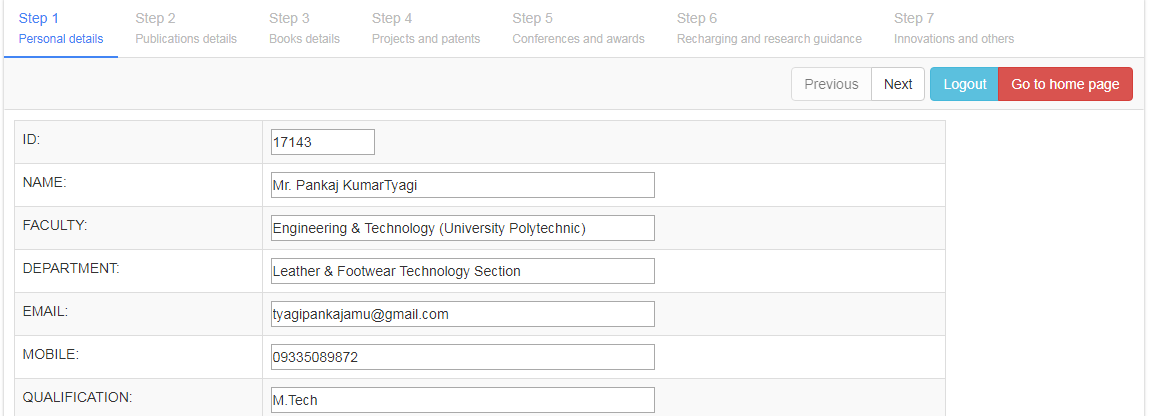 Step 1 Step 2 Step 3 Step 4 Step 5 Step 6 Step 7
Personal details Publications details Books details Projects and patents Conferences and awards Recharging and research guidance Innovations and others
Previous Next Logout Go to home page
ID: 17143
NAME: Mr. Pankaj KumarTyagi
FACULTY: Engineering & Technology (University Polytechnic)
DEPARTMENT: Leather & Footwear Technology Section
EMAIL: tyagipankajamu@gmail.com
MOBILE: 09335089872
QUALIFICATION: M.Tech